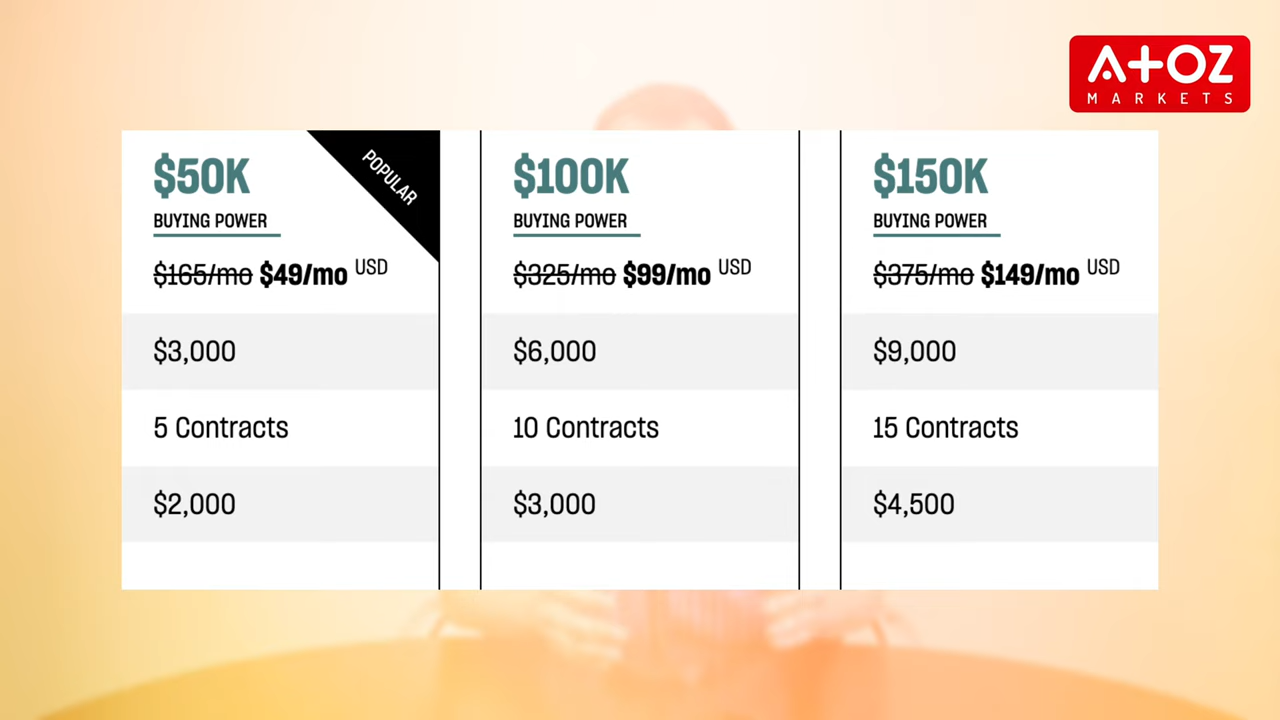 A+OZ
MARKETS
POPULAR
$50K
BUYING POWER
$165/mo $49/mo USD
$3,000
5 Contracts
$2,000
$100K
BUYING POWER
$325/mo $99/mo USD
$6,000
10 Contracts
$3,000
$150K
BUYING POWER
$375/mo $149/mo USD
$9,000
15 Contracts
$4,500